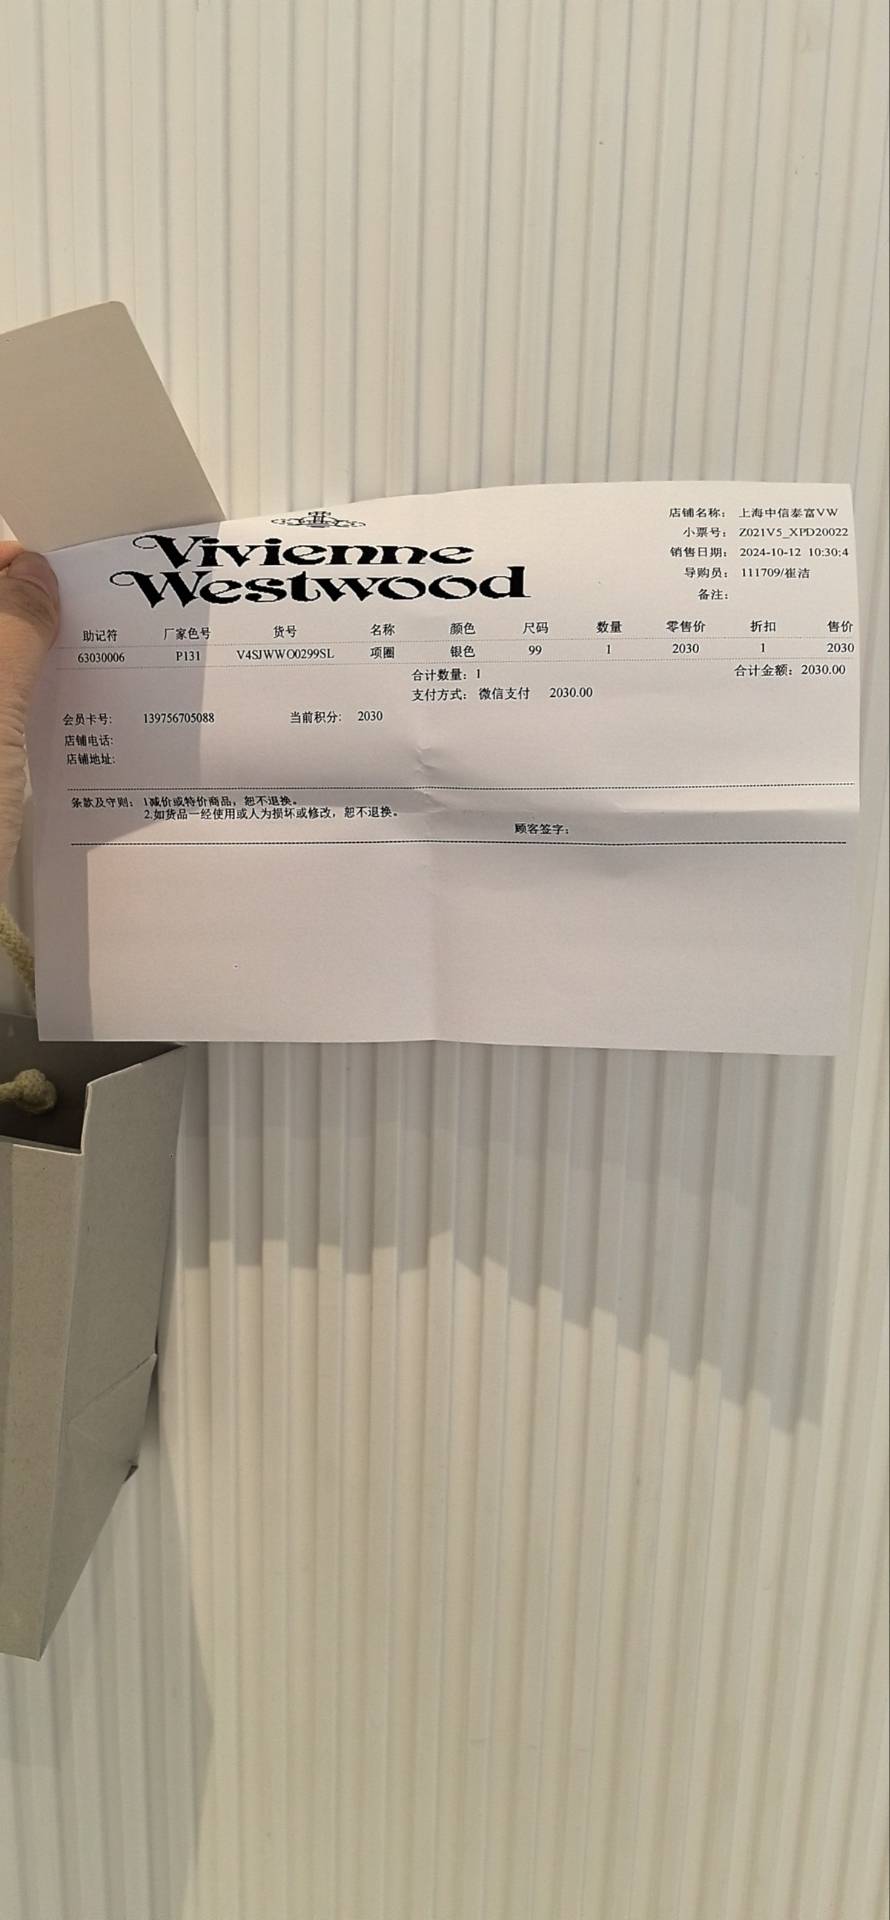 Vivienne
Westwood
店铺名称： 上海中信泰富VW
小票号： Z021V5_XPD20022
销售日期： 2024-10-12 10:30:4
导购员： 111709/崔洁
备注：
助记符 厂家色号 货号 名称 颜色 尺码 数量 零售价 折扣 售价
63030006 P131 V4SJWWO0299SL 项圈 银色 99 1 2030 1 2030
合计数量：1 合计金额：2030.00
支付方式： 微信支付 2030.00
会员卡号： 139756705088 当前积分： 2030
店铺电话:
店铺地址:
条款及守则： 1减价或特价商品，恕不退换。
2.如货品一经使用或人为损坏或修改，恕不退换。
顾客签字：